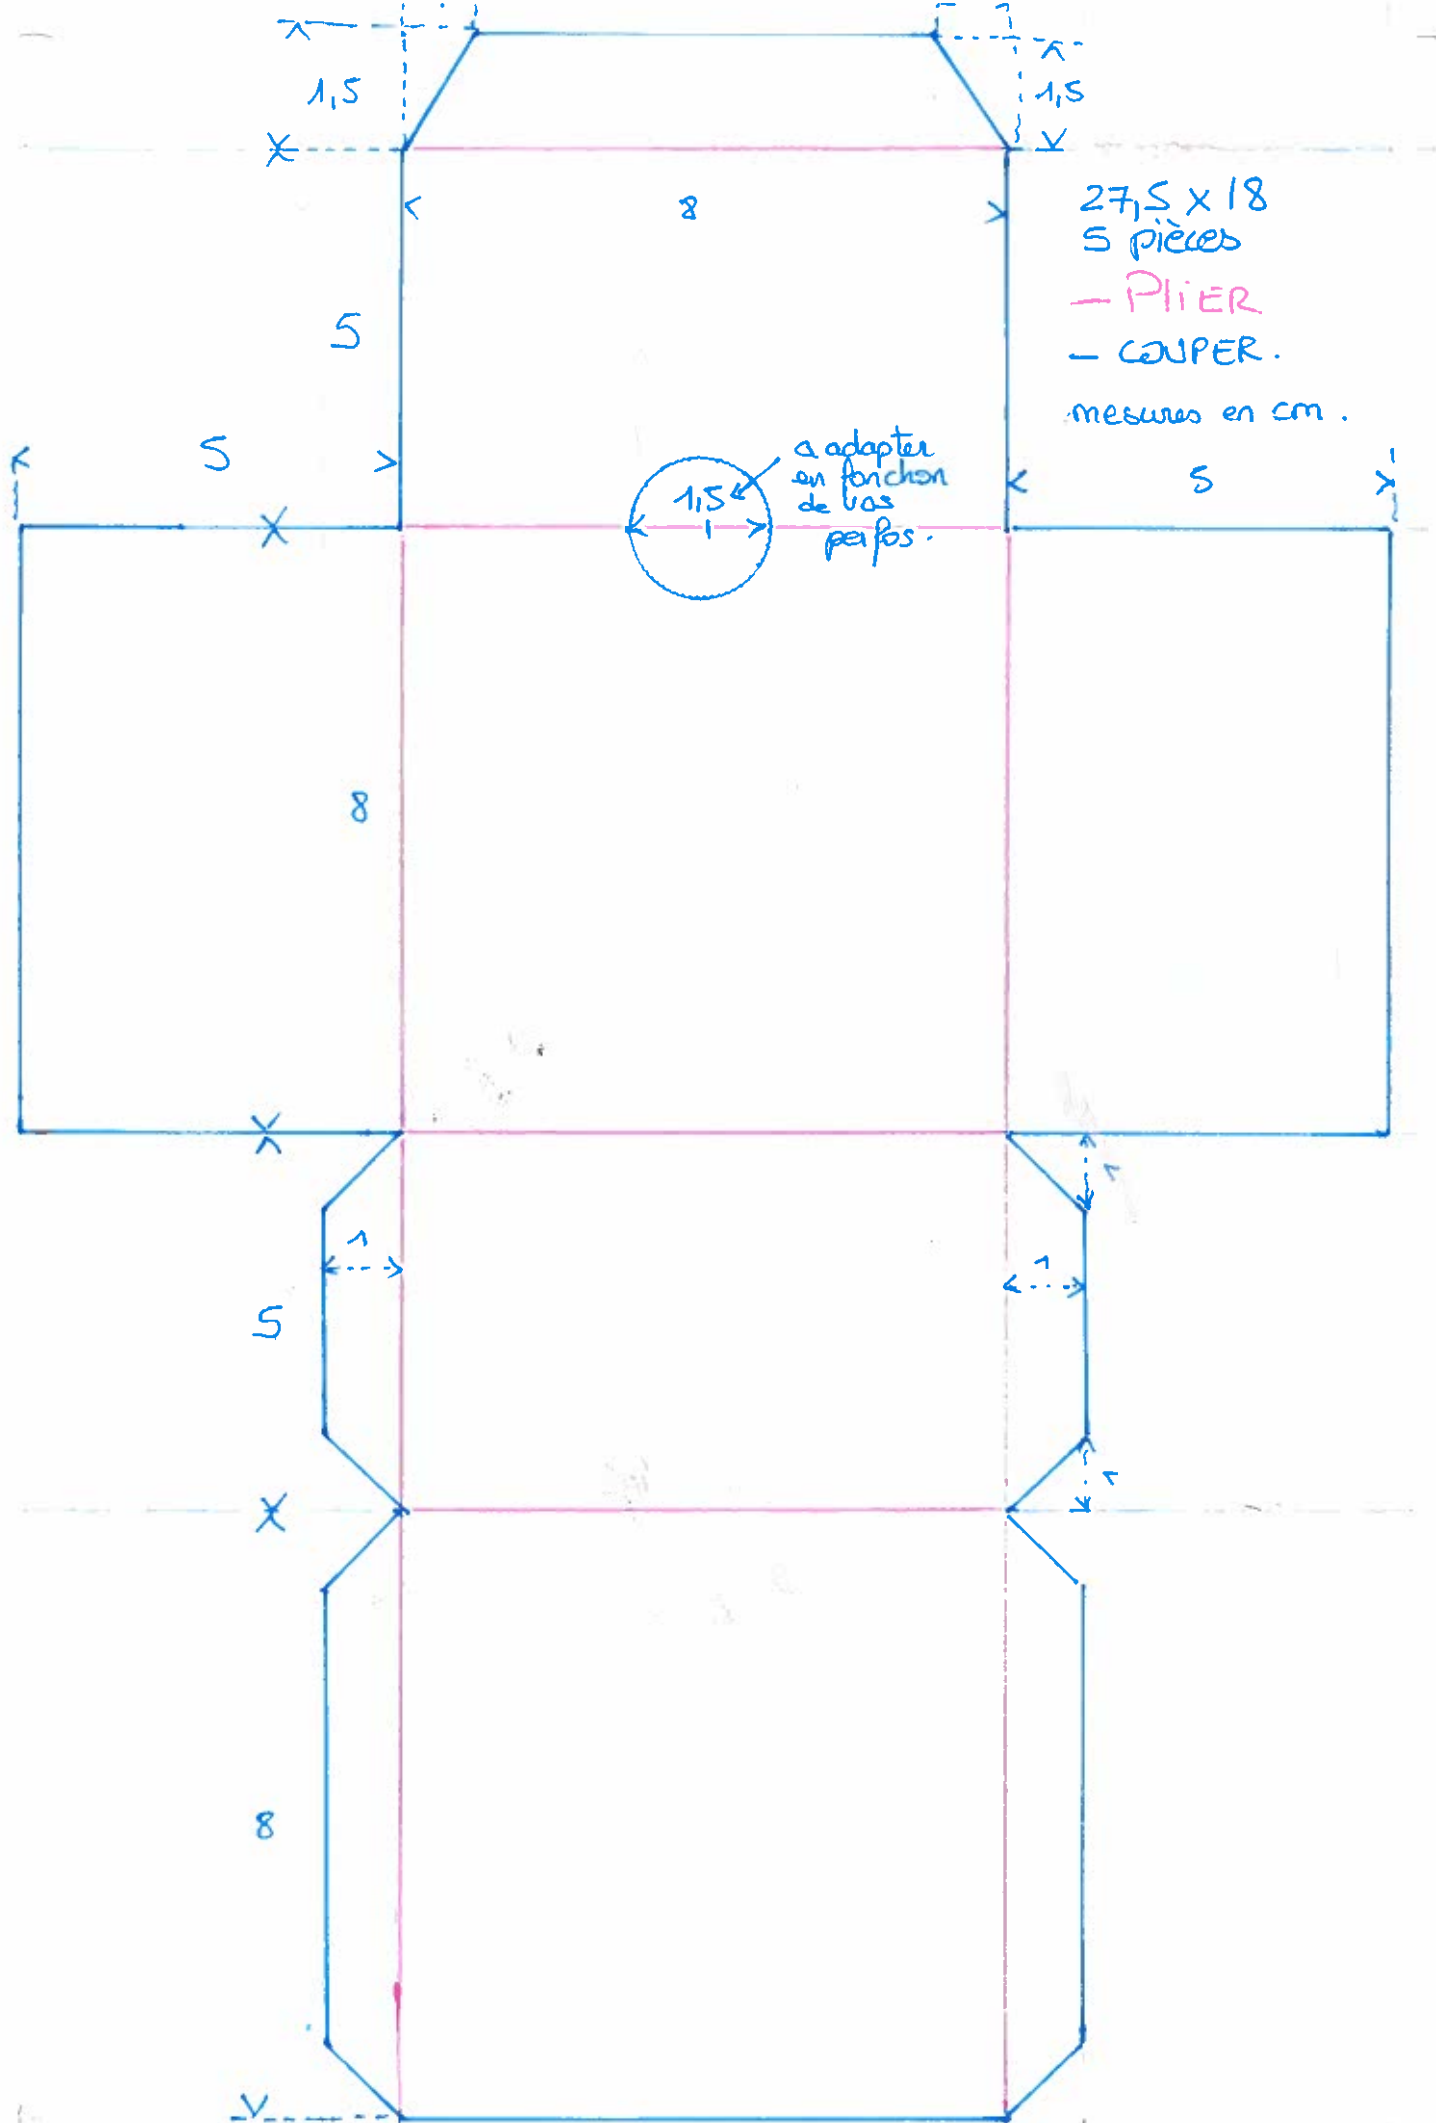 1,5
1,5
8
27,5 x 18
5 pièces
— PliER
5
— COUPER.
mesures en cm.
5
à adapter
en fonction
de vos
perfos.
1,5
5
8
1
1
1
5
1
8